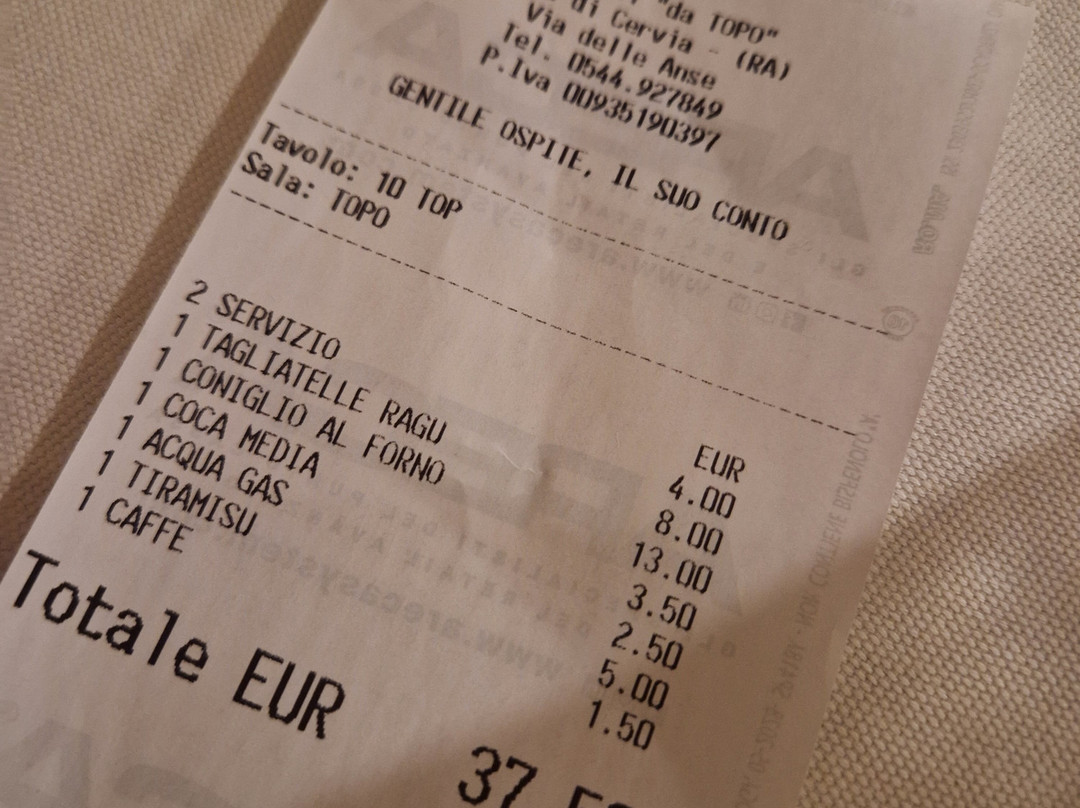 "da TOPO"
di Cervia - (RA)
Via delle Anse
Tel. 0544.927849
P.Iva 00935190397
GENTILE OSPITE, IL SUO CONTO
Tavolo: 10 TOP
Sala: TOPO
EUR
2 SERVIZIO 4.00
1 TAGLIATELLE RAGU 8.00
1 CONIGLIO AL FORNO 13.00
1 COCA MEDIA 3.50
1 ACQUA GAS 2.50
1 TIRAMISU 5.00
1 CAFFE 1.50
Totale EUR
37